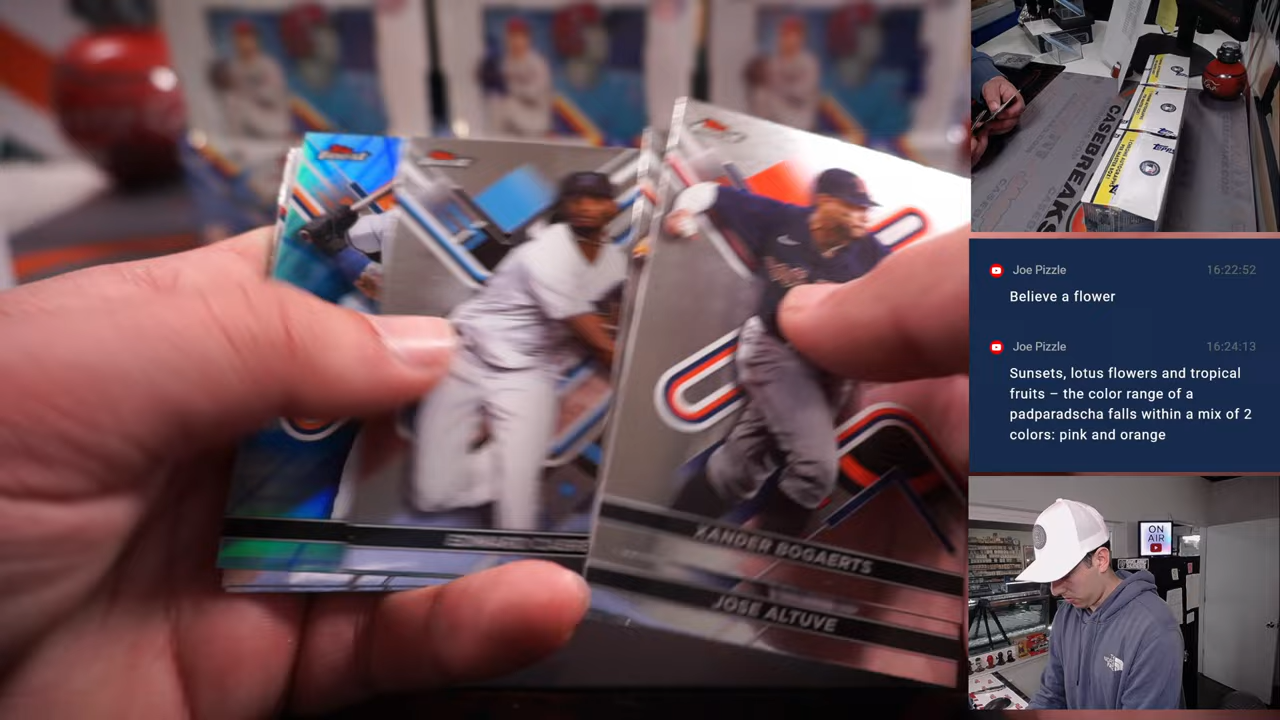 XANDER BOGAERTS
JOSE ALTUVE
CASEBREAKS
TOPPS
Joe Pizzle 16:22:52
Believe a flower
Joe Pizzle 16:24:13
Sunsets, lotus flowers and tropical
fruits – the color range of a
padparadscha falls within a mix of 2
colors: pink and orange
ON
AIR